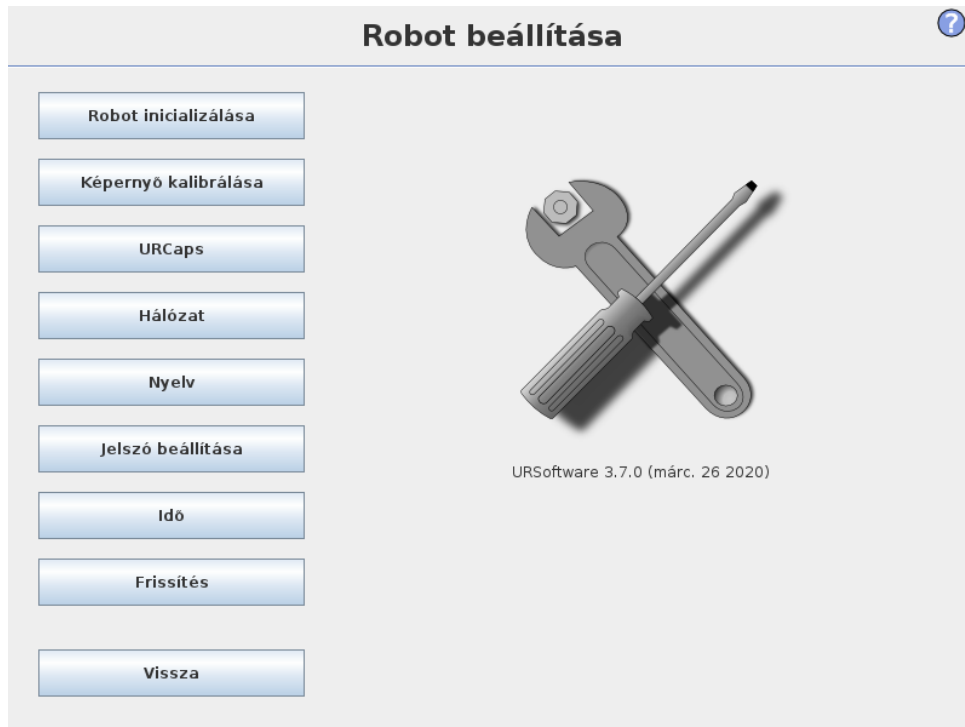 Robot beállítása
?
Robot inicializálása
Képernyő kalibrálása
URCaps
Hálózat
Nyelv
Jelszó beállítása
Idő
Frissítés
Vissza
URSoftware 3.7.0 (márc. 26 2020)